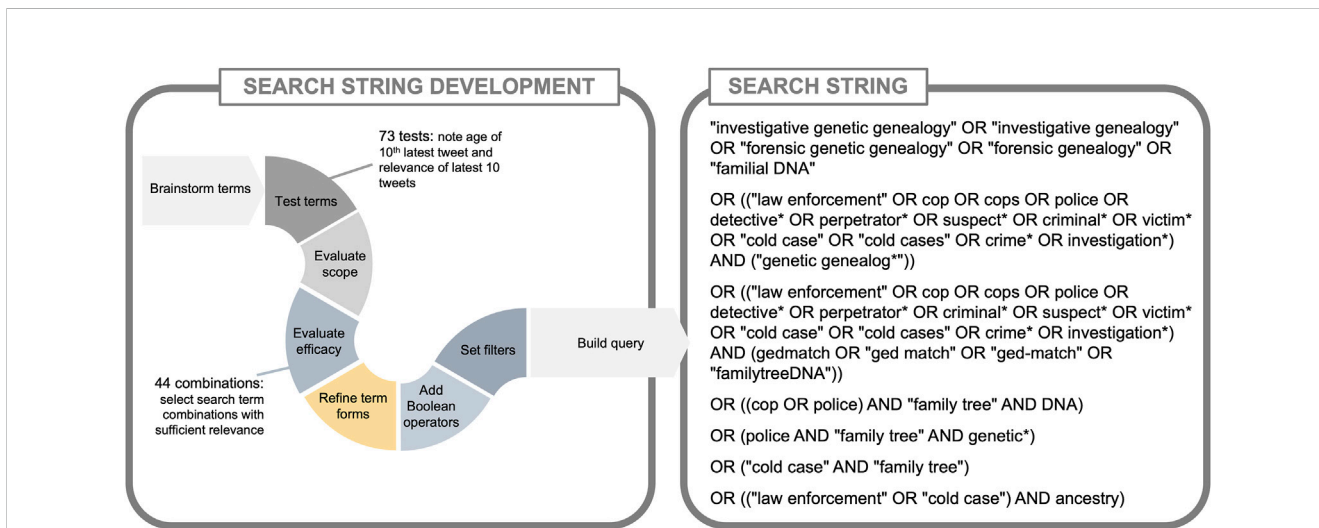 SEARCH STRING DEVELOPMENT
Brainstorm terms
Test terms
73 tests: note age of
10th latest tweet and
relevance of latest 10
tweets
Evaluate
scope
Evaluate
efficacy
44 combinations:
select search term
combinations with
sufficient relevance
Refine term
forms
Add
Boolean
operators
Set filters
Build query
SEARCH STRING
"investigative genetic genealogy" OR "investigative genealogy"
OR "forensic genetic genealogy" OR "forensic genealogy" OR
"familial DNA"
OR (("law enforcement" OR cop OR cops OR police OR
detective* OR perpetrator* OR suspect* OR criminal* OR victim*
OR "cold case" OR "cold cases" OR crime* OR investigation*)
AND ("genetic genealog*"))
OR (("law enforcement" OR cop OR cops OR police OR
detective* OR perpetrator* OR criminal* OR suspect* OR victim*
OR "cold case" OR "cold cases" OR crime* OR investigation*)
AND (gedmatch OR "ged match" OR "ged-match" OR
"familytreeDNA"))
OR ((cop OR police) AND "family tree" AND DNA)
OR (police AND "family tree" AND genetic*)
OR ("cold case" AND "family tree")
OR (("law enforcement" OR "cold case") AND ancestry)